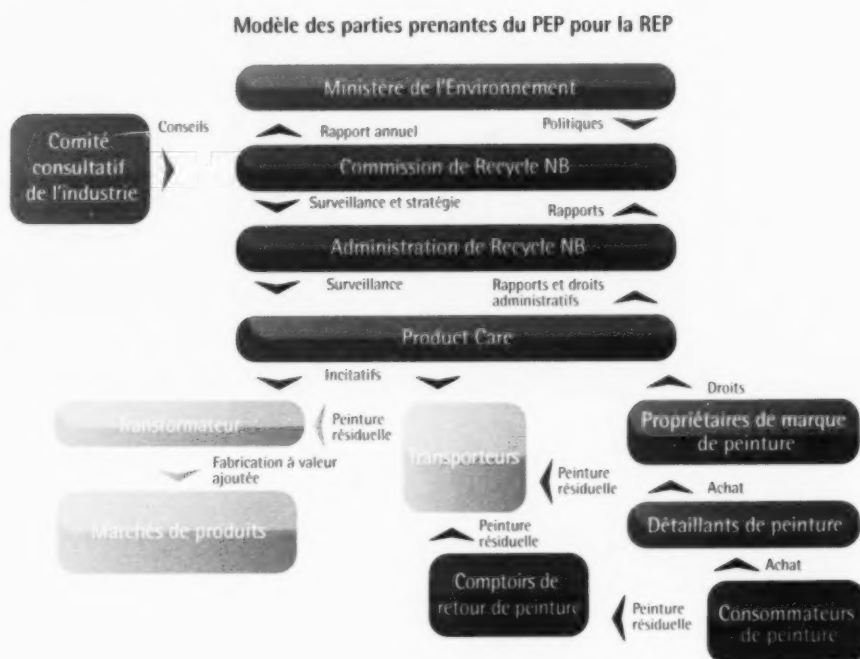 Modèle des parties prenantes du PEP pour la REP
Ministère de l'Environnement
Conseils
Rapport annuel
Politiques
Comité
consultatif
de l'industrie
Commission de Recycle NB
Surveillance et stratégie
Rapports
Administration de Recycle NB
Surveillance
Rapports et droits
administratifs
Product Care
Incitatifs
Droits
Transformateur
Peinture
résiduelle
Transporteurs
Propriétaires de marque
de peinture
Fabrication à valeur
ajoutée
Peinture
résiduelle
Achat
Marchés de produits
Détaillants de peinture
Peinture
résiduelle
Achat
Comptoirs de
retour de peinture
Peinture
résiduelle
Consommateurs
de peinture